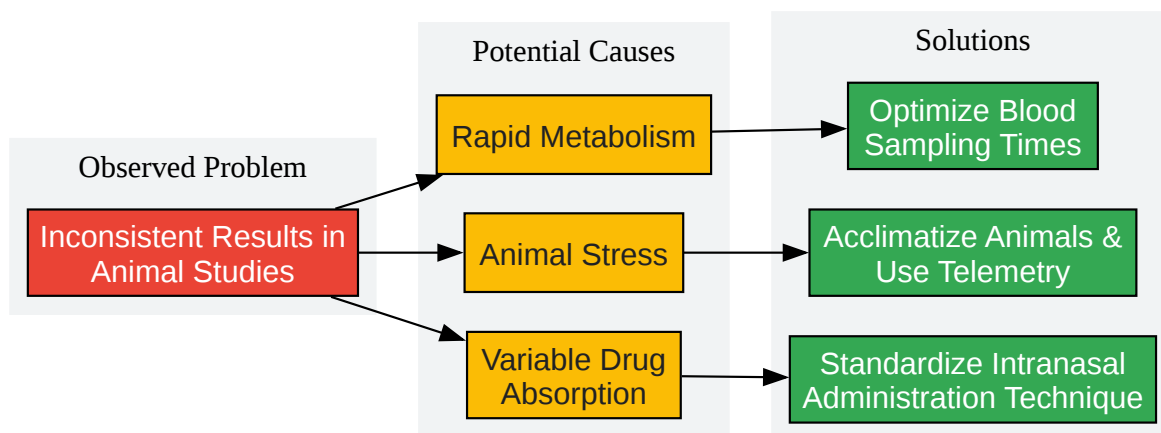 Observed Problem
Inconsistent Results in
Animal Studies
Potential Causes
Rapid Metabolism
Animal Stress
Variable Drug
Absorption
Solutions
Optimize Blood
Sampling Times
Acclimatize Animals &
Use Telemetry
Standardize Intranasal
Administration Technique